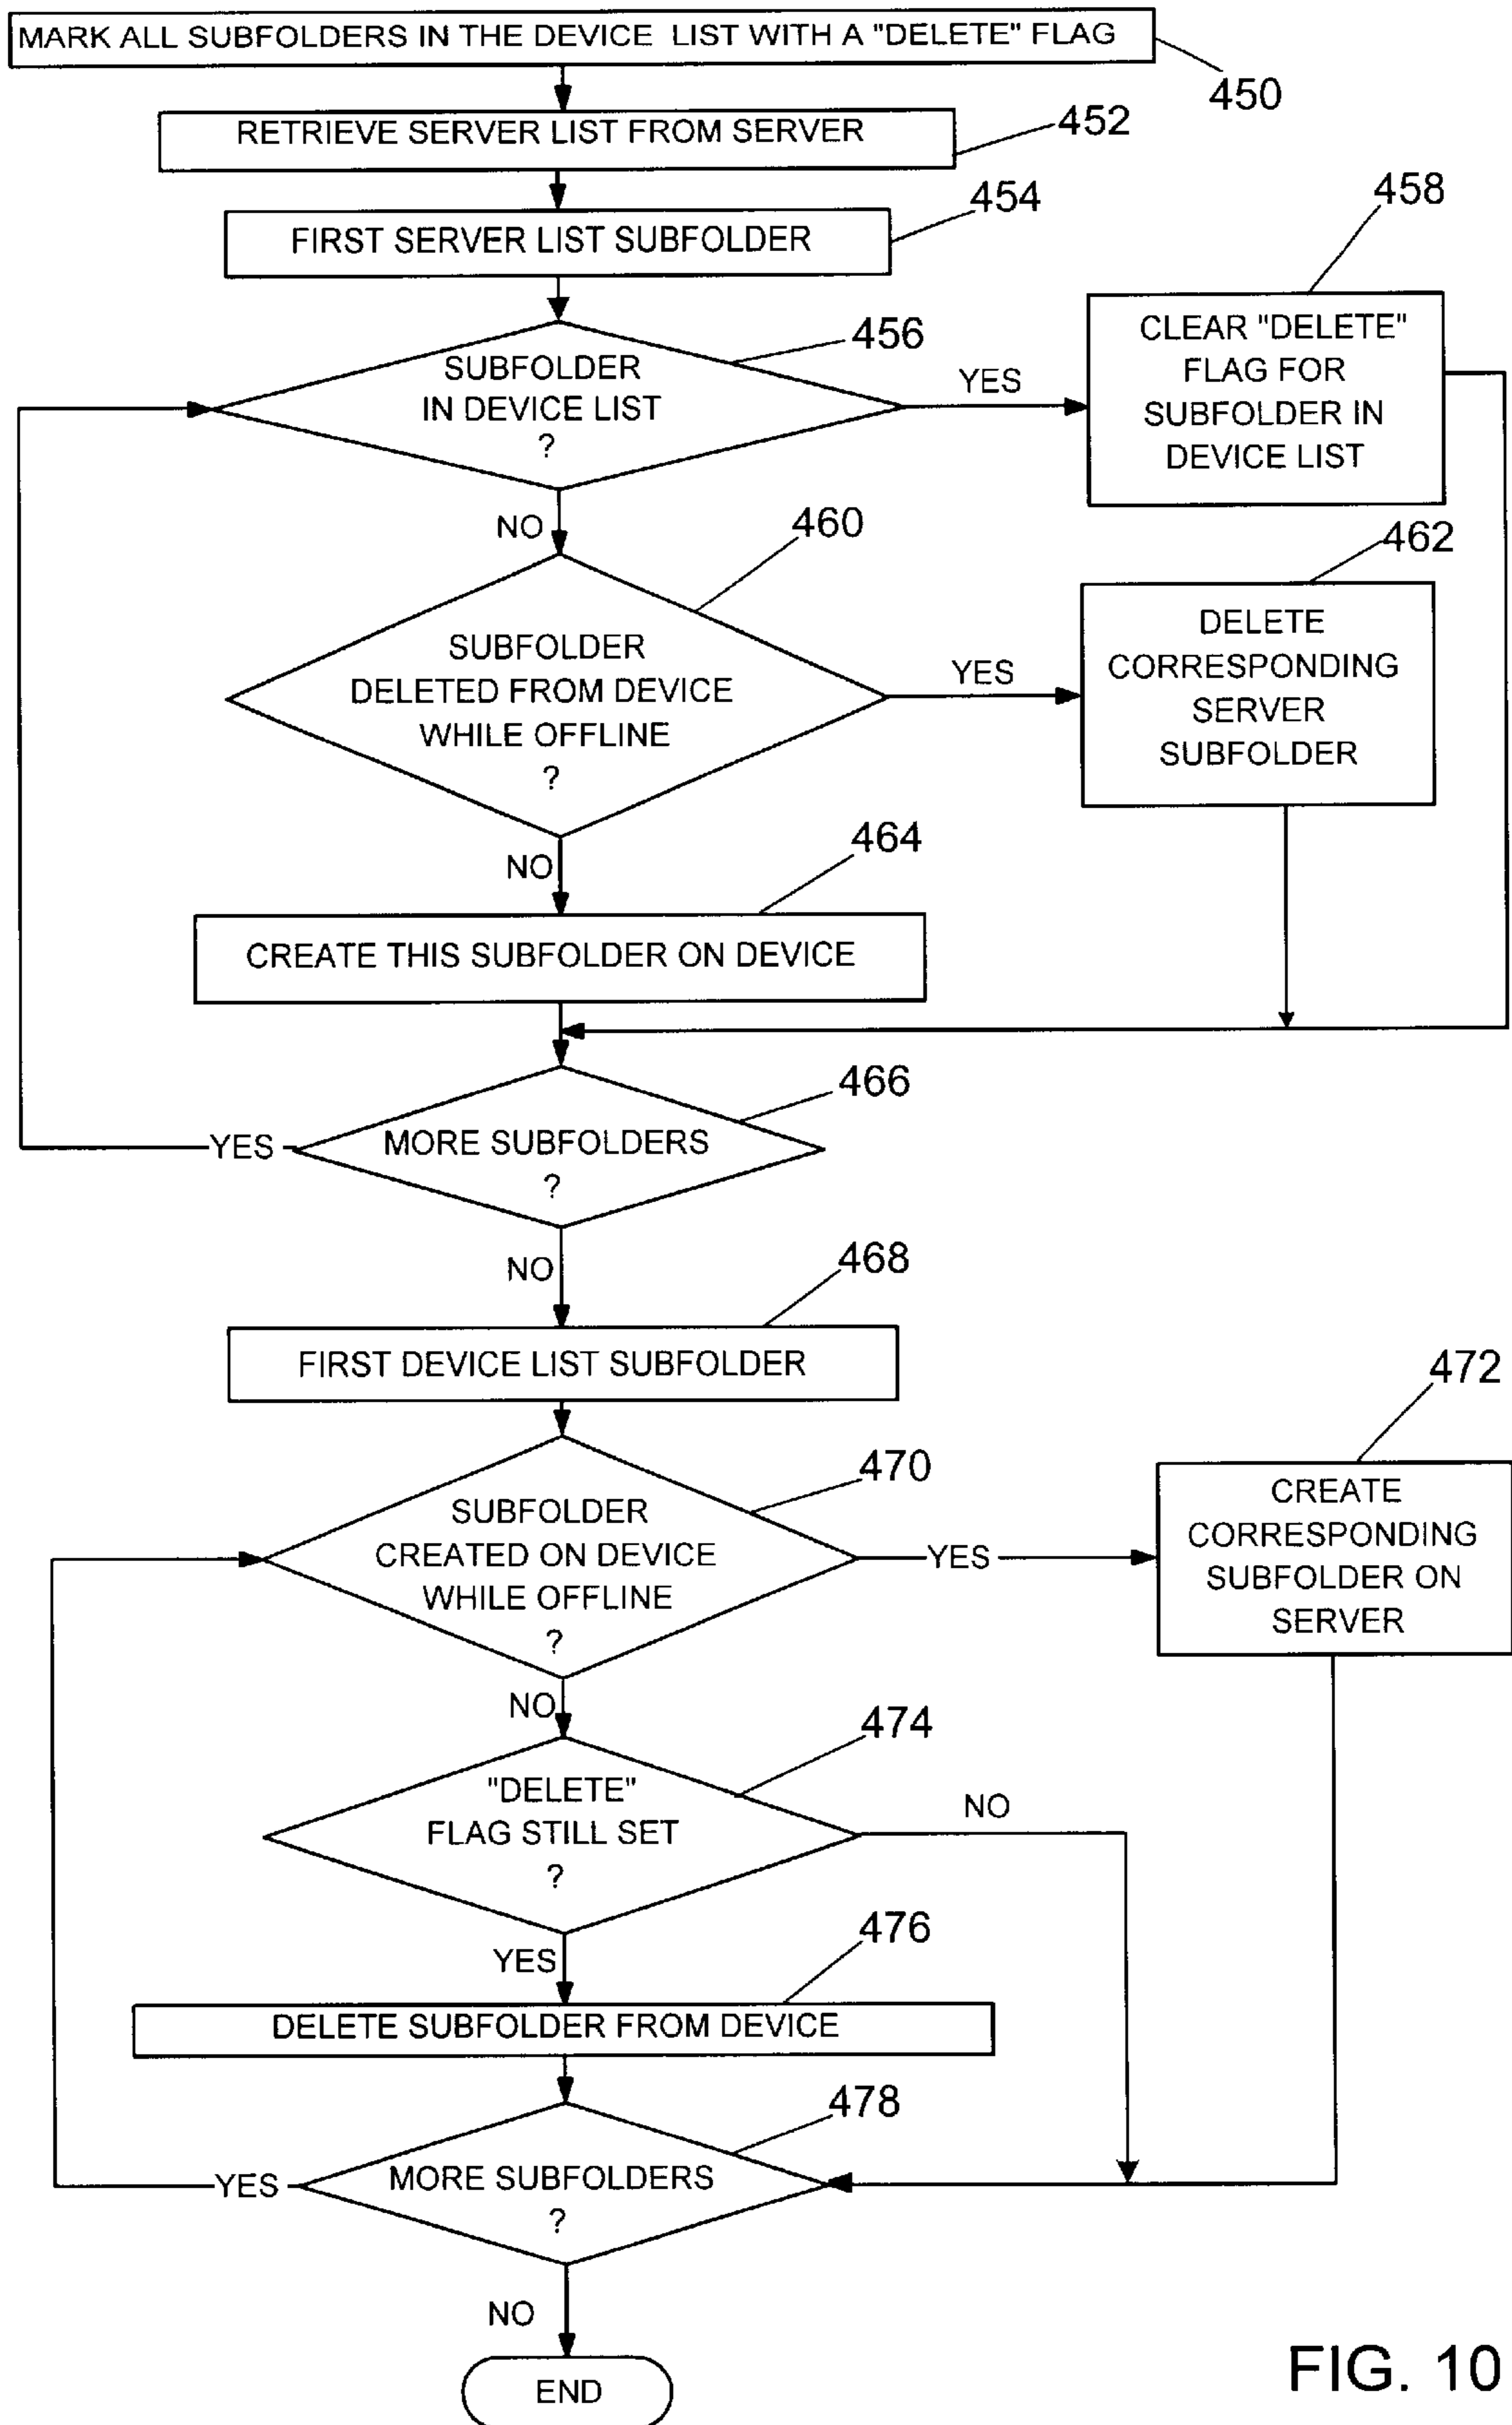 MARK ALL SUBFOLDERS IN THE DEVICE LIST WITH A "DELETE" FLAG
450
RETRIEVE SERVER LIST FROM SERVER
452
FIRST SERVER LIST SUBFOLDER
454
SUBFOLDER
IN DEVICE LIST
?
456
YES
CLEAR "DELETE"
FLAG FOR
SUBFOLDER IN
DEVICE LIST
458
NO
SUBFOLDER
DELETED FROM DEVICE
WHILE OFFLINE
?
460
YES
DELETE
CORRESPONDING
SERVER
SUBFOLDER
462
NO
CREATE THIS SUBFOLDER ON DEVICE
464
MORE SUBFOLDERS
?
466
YES
NO
FIRST DEVICE LIST SUBFOLDER
468
SUBFOLDER
CREATED ON DEVICE
WHILE OFFLINE
?
470
YES
CREATE
CORRESPONDING
SUBFOLDER ON
SERVER
472
NO
"DELETE"
FLAG STILL SET
?
474
NO
YES
DELETE SUBFOLDER FROM DEVICE
476
MORE SUBFOLDERS
?
478
YES
NO
END
FIG. 10